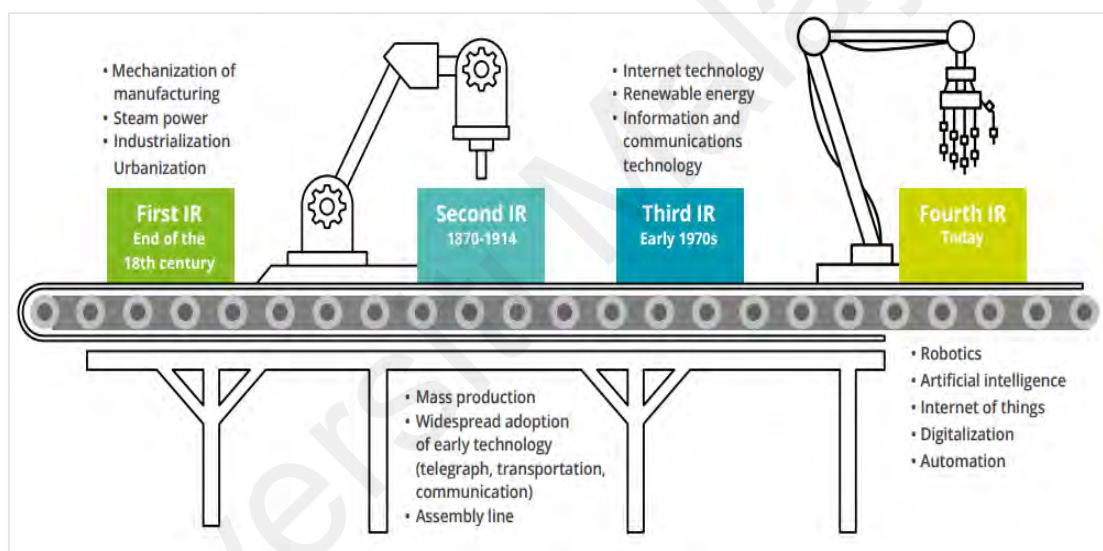 • Mechanization of
manufacturing
• Steam power
• Industrialization
Urbanization
First IR
End of the
18th century
Second IR
1870-1914
• Mass production
• Widespread adoption
of early technology
(telegraph, transportation,
communication)
• Assembly line
• Internet technology
• Renewable energy
• Information and
communications
technology
Third IR
Early 1970s
Fourth IR
Today
• Robotics
• Artificial intelligence
• Internet of things
• Digitalization
• Automation